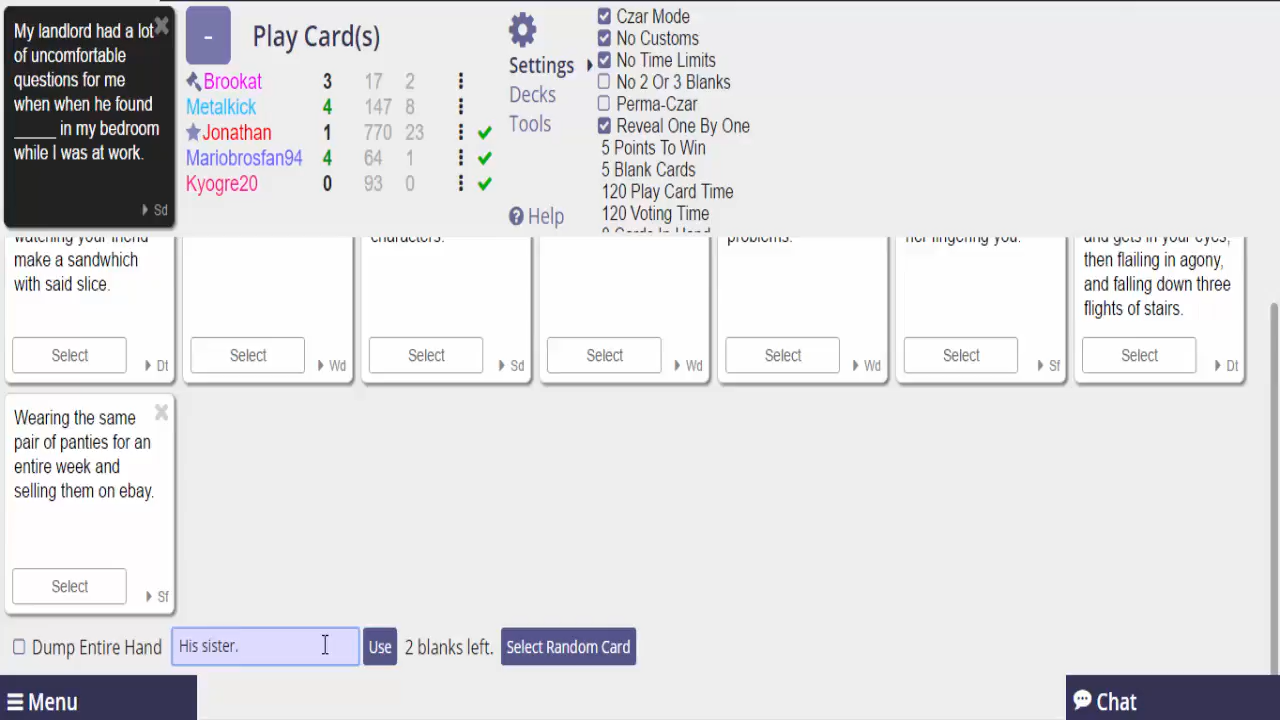 My landlord had a lot
of uncomfortable
questions for me
when when he found
_____ in my bedroom
while I was at work.
Sd
-
Play Card(s)
Brookat 3 17 2
Metalkick 4 147 8
Jonathan 1 770 23
Mariobrosfan94 4 64 1
Kyogre20 0 93 0
Settings
Decks
Tools
Help
Czar Mode
No Customs
No Time Limits
No 2 Or 3 Blanks
Perma-Czar
Reveal One By One
5 Points To Win
5 Blank Cards
120 Play Card Time
120 Voting Time
watching your friend
make a sandwhich
with said slice.
Select
Dt
Select
Wd
characters.
Select
Sd
Select
Wd
problems.
Select
Wd
her fingering you.
Select
Sf
and gets in your eyes,
then flailing in agony,
and falling down three
flights of stairs.
Select
Dt
Wearing the same
pair of panties for an
entire week and
selling them on ebay.
Select
Sf
Dump Entire Hand
His sister.
Use
2 blanks left.
Select Random Card
Menu
Chat